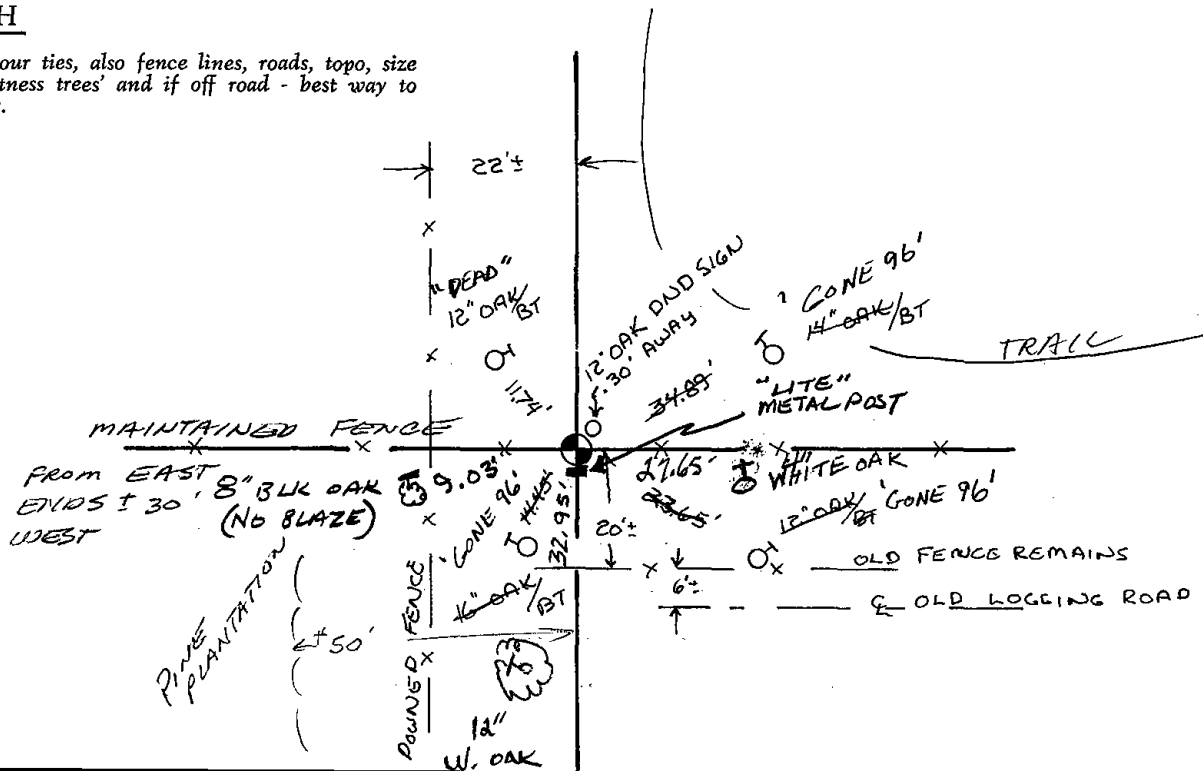 H
our ties, also fence lines, roads, topo, size
tness trees' and if off road - best way to
22'±
"DEAD"
12" OAK/BT
11.74'
12" OAK DND SIGN
.30' AWAY
' GONE 96'
14" OAK/BT
34.89'
TRAIL
"LITE"
METAL POST
MAINTAINED FENCE
FROM EAST
ENDS ± 30'
WEST
8" BLK OAK
(NO BLAZE)
9.03'
27.65'
WHITE OAK
'GONE 96'
16" OAK/BT
32.95'
20'±
12" OAK/BT
'GONE 96'
OLD FENCE REMAINS
6'±
℄ OLD LOGGING ROAD
PINE
PLANTATION
±50'
DOWNED FENCE
12"
W. OAK